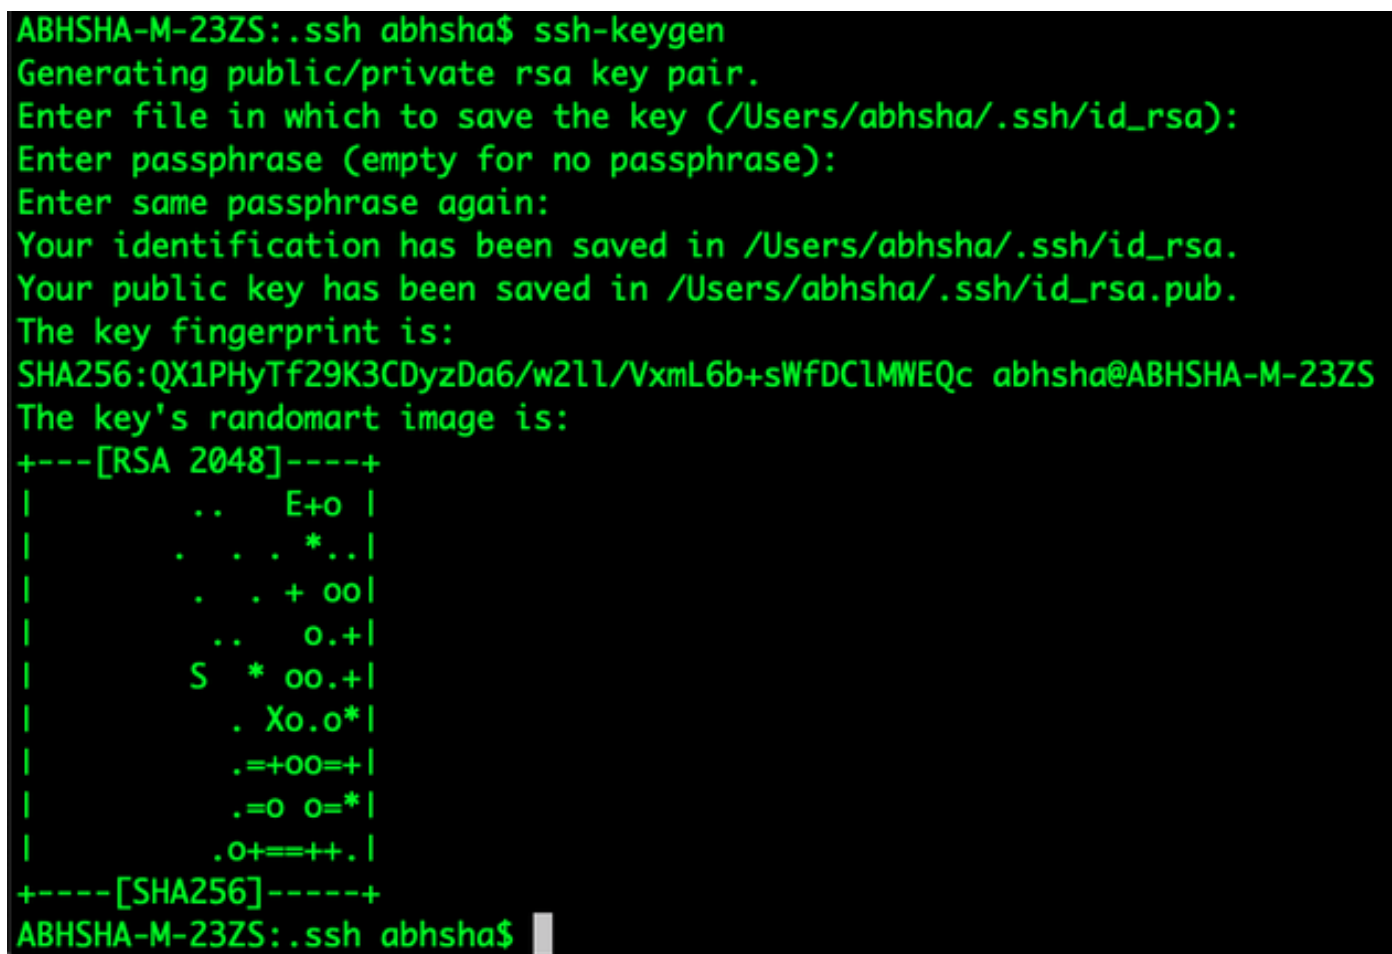 ABHSHA-M-23ZS:.ssh abhsha$ ssh-keygen
Generating public/private rsa key pair.
Enter file in which to save the key (/Users/abhsha/.ssh/id_rsa):
Enter passphrase (empty for no passphrase):
Enter same passphrase again:
Your identification has been saved in /Users/abhsha/.ssh/id_rsa.
Your public key has been saved in /Users/abhsha/.ssh/id_rsa.pub.
The key fingerprint is:
SHA256:QX1PHyTf29K3CDyzDa6/w2ll/VxmL6b+sWfDClMWEQc abhsha@ABHSHA-M-23ZS
The key's randomart image is:
+---[RSA 2048]----+
|        ..   E+o |
|       .  . . *..|
|        .  . + oo|
|         ..   o.+|
|        S  * oo.+|
|          . Xo.o*|
|          .=+oo=+|
|          .=o o=*|
|         .o+==++.|
+----[SHA256]-----+
ABHSHA-M-23ZS:.ssh abhsha$